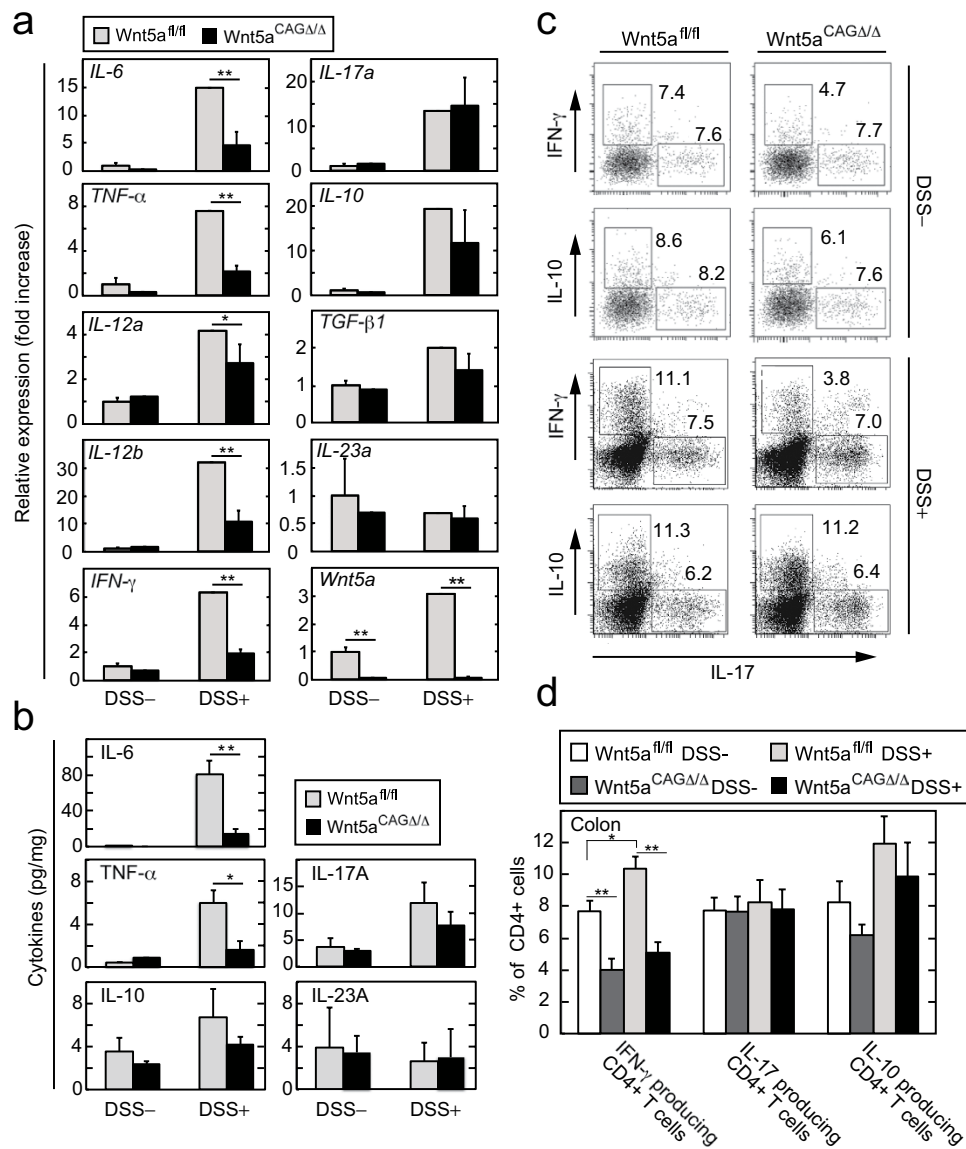 a
Wnt5a^fl/fl Wnt5a^CAGΔ/Δ
Relative expression (fold increase)
IL-6
15
10
5
0
**
IL-17a
20
10
0
TNF-α
8
4
0
**
IL-10
20
10
0
IL-12a
4
2
0
*
TGF-β1
2
1
0
IL-12b
30
20
10
0
**
IL-23a
1.5
1
0.5
0
IFN-γ
6
4
2
0
**
Wnt5a
3
2
1
0
**
**
DSS− DSS+
DSS− DSS+
b
Cytokines (pg/mg)
IL-6
80
40
0
**
Wnt5a^fl/fl
Wnt5a^CAGΔ/Δ
TNF-α
8
4
0
*
IL-17A
15
10
5
0
IL-10
8
4
0
IL-23A
8
4
0
DSS− DSS+
DSS− DSS+
c
Wnt5a^fl/fl Wnt5a^CAGΔ/Δ
IFN-γ
7.4
7.6
4.7
7.7
IL-10
8.6
8.2
6.1
7.6
DSS−
IFN-γ
11.1
7.5
3.8
7.0
IL-10
11.3
6.2
11.2
6.4
DSS+
IL-17
d
Wnt5a^fl/fl DSS- Wnt5a^fl/fl DSS+
Wnt5a^CAGΔ/Δ DSS- Wnt5a^CAGΔ/Δ DSS+
Colon
% of CD4+ cells
12
10
8
6
4
2
0
*
**
**
IFN-γ producing
CD4+ T cells
IL-17 producing
CD4+ T cells
IL-10 producing
CD4+ T cells